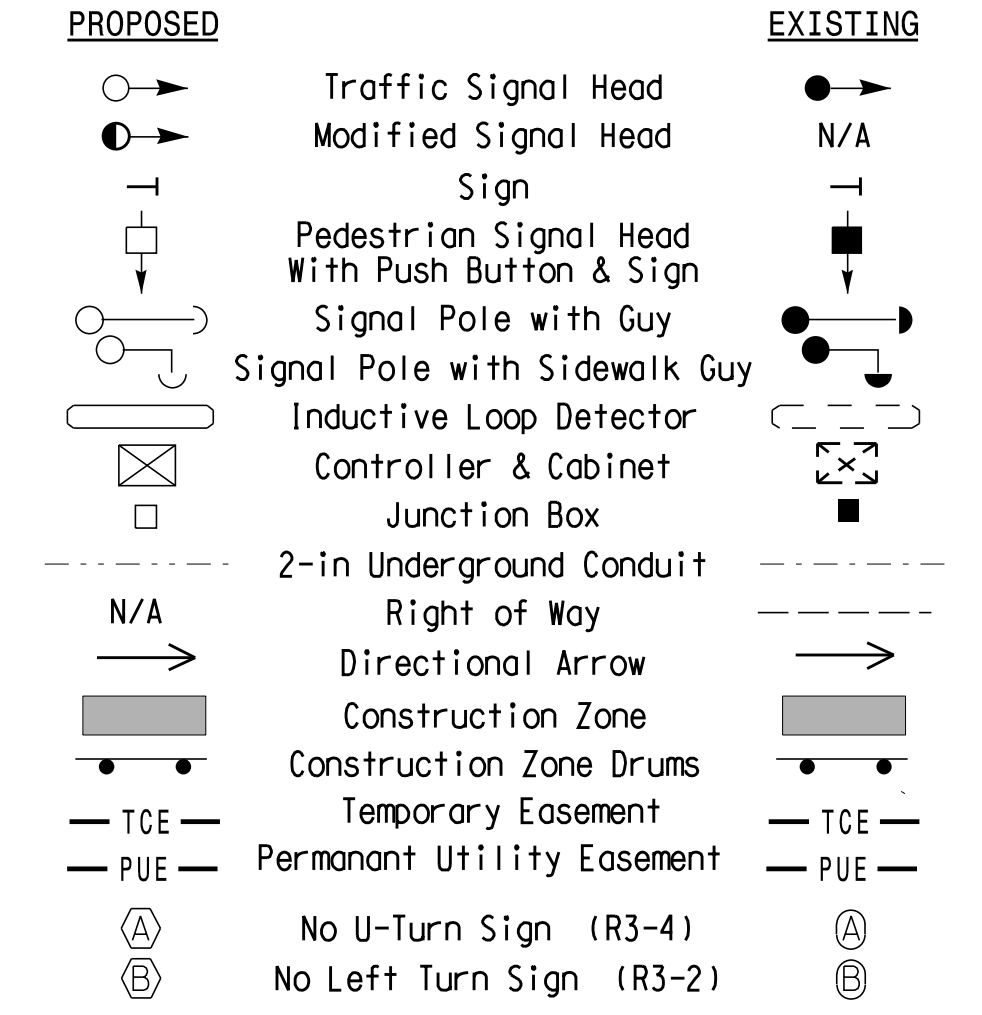 PROPOSED EXISTING
Traffic Signal Head
Modified Signal Head N/A
Sign
Pedestrian Signal Head
With Push Button & Sign
Signal Pole with Guy
Signal Pole with Sidewalk Guy
Inductive Loop Detector
Controller & Cabinet
Junction Box
2-in Underground Conduit
N/A Right of Way
Directional Arrow
Construction Zone
Construction Zone Drums
TCE Temporary Easement TCE
PUE Permanant Utility Easement PUE
A No U-Turn Sign (R3-4) A
B No Left Turn Sign (R3-2) B